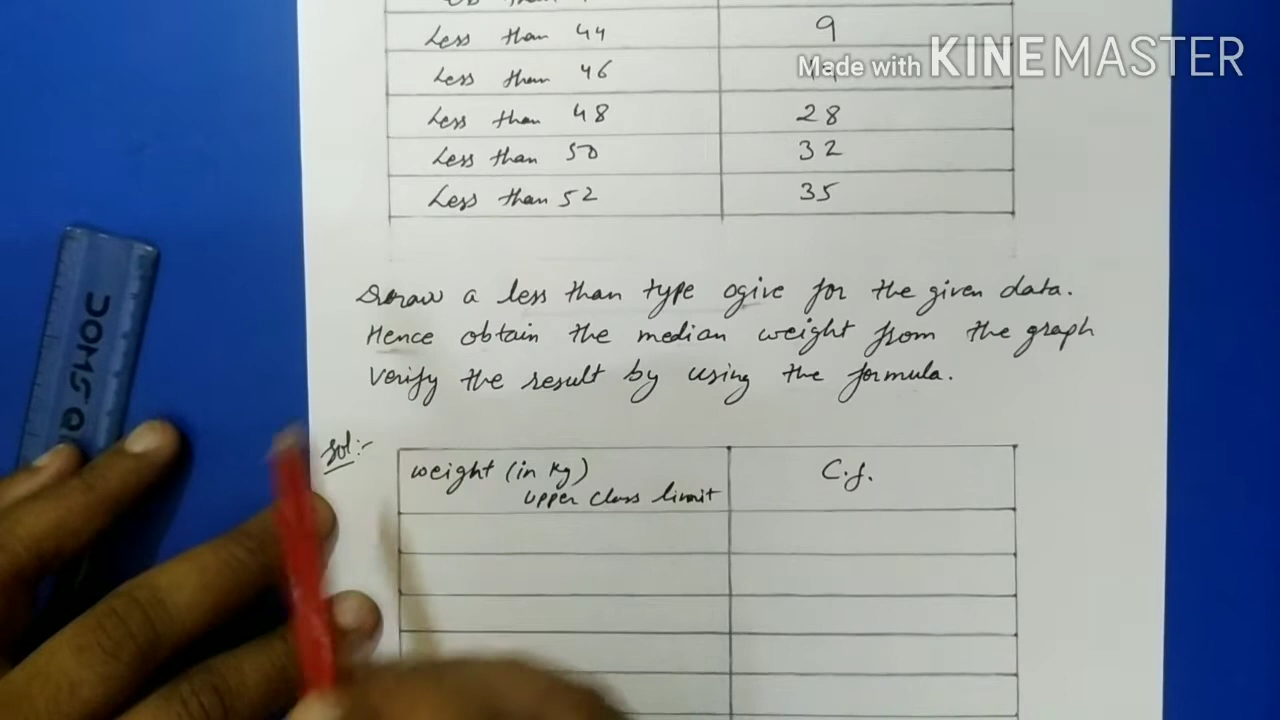 than
Less than 44 9
Made with KINEMASTER
Less than 46
Less than 48 28
Less than 50 32
Less than 52 35
Draw a less than type ogive for the given data.
Hence obtain the median weight from the graph
Verify the result by using the formula.
Sol:-
weight (in Kg) C.f.
Upper class limit
DOMS